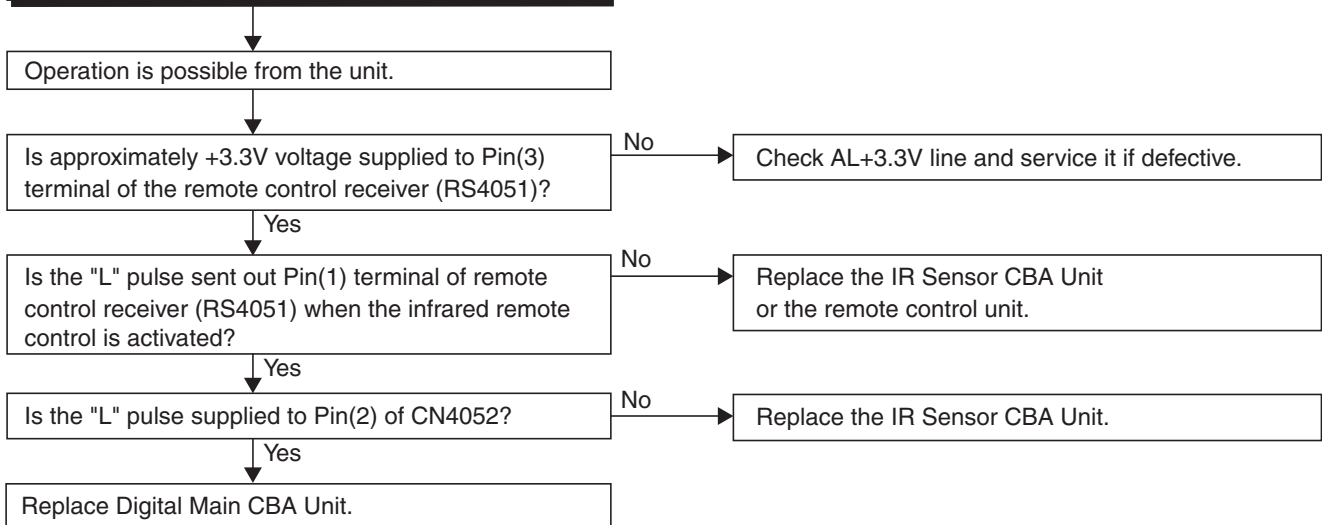 Operation is possible from the unit.
Is approximately +3.3V voltage supplied to Pin(3)
terminal of the remote control receiver (RS4051)?
No
Check AL+3.3V line and service it if defective.
Yes
Is the "L" pulse sent out Pin(1) terminal of remote
control receiver (RS4051) when the infrared remote
control is activated?
No
Replace the IR Sensor CBA Unit
or the remote control unit.
Yes
Is the "L" pulse supplied to Pin(2) of CN4052?
No
Replace the IR Sensor CBA Unit.
Yes
Replace Digital Main CBA Unit.